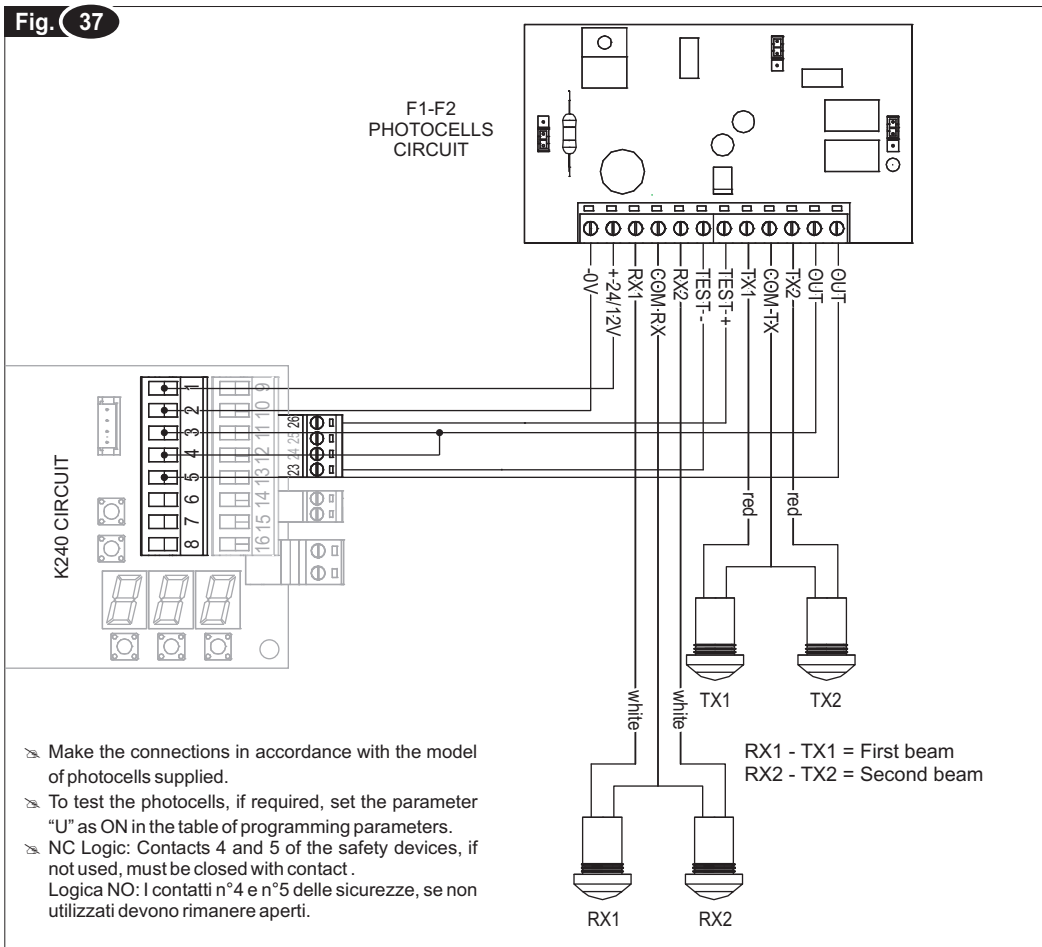 Fig. 37
F1-F2
PHOTOCELLS
CIRCUIT
-0V
+-24/12V
RX1
COM-RX
RX2
TEST--
TEST-+
TX1
COM-TX
TX2
OUT
OUT
K240 CIRCUIT
1
2
3
4
5
6
7
8
9
10
11
12
13
14
15
16
26
25
24
23
red
red
white
white
TX1
TX2
RX1 - TX1 = First beam
RX2 - TX2 = Second beam
RX1
RX2
Make the connections in accordance with the model
of photocells supplied.
To test the photocells, if required, set the parameter
“U” as ON in the table of programming parameters.
NC Logic: Contacts 4 and 5 of the safety devices, if
not used, must be closed with contact .
Logica NO: I contatti n°4 e n°5 delle sicurezze, se non
utilizzati devono rimanere aperti.